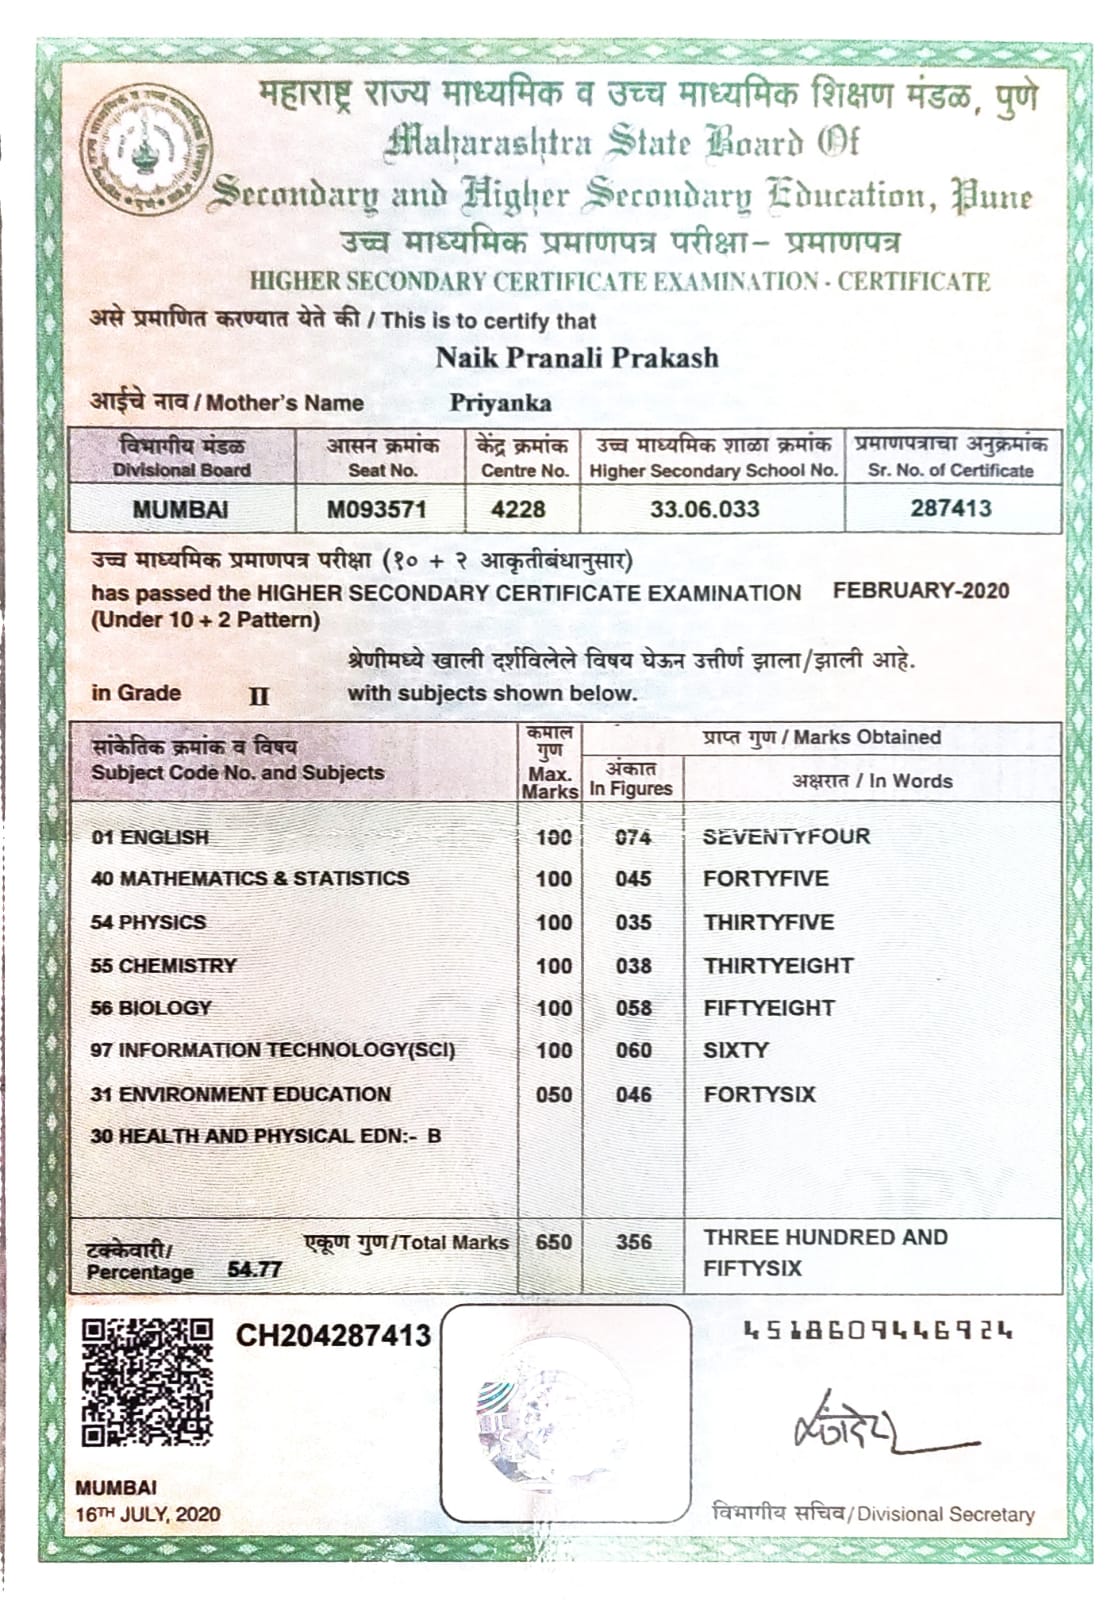 महाराष्ट्र राज्य माध्यमिक व उच्च माध्यमिक शिक्षण मंडळ, पुणे
Maharashtra State Board Of
Secondary and Higher Secondary Education, Pune
उच्च माध्यमिक प्रमाणपत्र परीक्षा– प्रमाणपत्र
HIGHER SECONDARY CERTIFICATE EXAMINATION - CERTIFICATE
असे प्रमाणित करण्यात येते की / This is to certify that
Naik Pranali Prakash
आईचे नाव / Mother's Name Priyanka
विभागीय मंडळ आसन क्रमांक केंद्र क्रमांक उच्च माध्यमिक शाळा क्रमांक प्रमाणपत्राचा अनुक्रमांक
Divisional Board Seat No. Centre No. Higher Secondary School No. Sr. No. of Certificate
MUMBAI M093571 4228 33.06.033 287413
उच्च माध्यमिक प्रमाणपत्र परीक्षा (१० + २ आकृतीबंधानुसार)
has passed the HIGHER SECONDARY CERTIFICATE EXAMINATION FEBRUARY-2020
(Under 10 + 2 Pattern)
श्रेणीमध्ये खाली दर्शविलेले विषय घेऊन उत्तीर्ण झाला/झाली आहे.
in Grade II with subjects shown below.
सांकेतिक क्रमांक व विषय
Subject Code No. and Subjects
कमाल
गुण
Max.
Marks
प्राप्त गुण / Marks Obtained
अंकात
In Figures
अक्षरात / In Words
01 ENGLISH 100 074 SEVENTYFOUR
40 MATHEMATICS & STATISTICS 100 045 FORTYFIVE
54 PHYSICS 100 035 THIRTYFIVE
55 CHEMISTRY 100 038 THIRTYEIGHT
56 BIOLOGY 100 058 FIFTYEIGHT
97 INFORMATION TECHNOLOGY(SCI) 100 060 SIXTY
31 ENVIRONMENT EDUCATION 050 046 FORTYSIX
30 HEALTH AND PHYSICAL EDN:- B
टक्केवारी/
Percentage 54.77
एकूण गुण/Total Marks 650 356 THREE HUNDRED AND
FIFTYSIX
CH204287413
4518609446924
MUMBAI
16TH JULY, 2020
विभागीय सचिव/Divisional Secretary